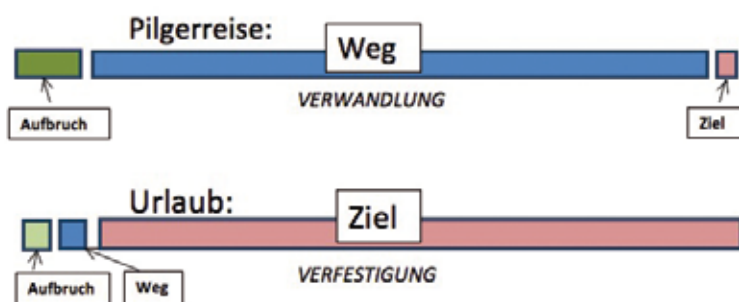 Pilgerreise:
Weg
VERWANDLUNG
Aufbruch
Ziel
Urlaub:
Ziel
VERFESTIGUNG
Aufbruch
Weg